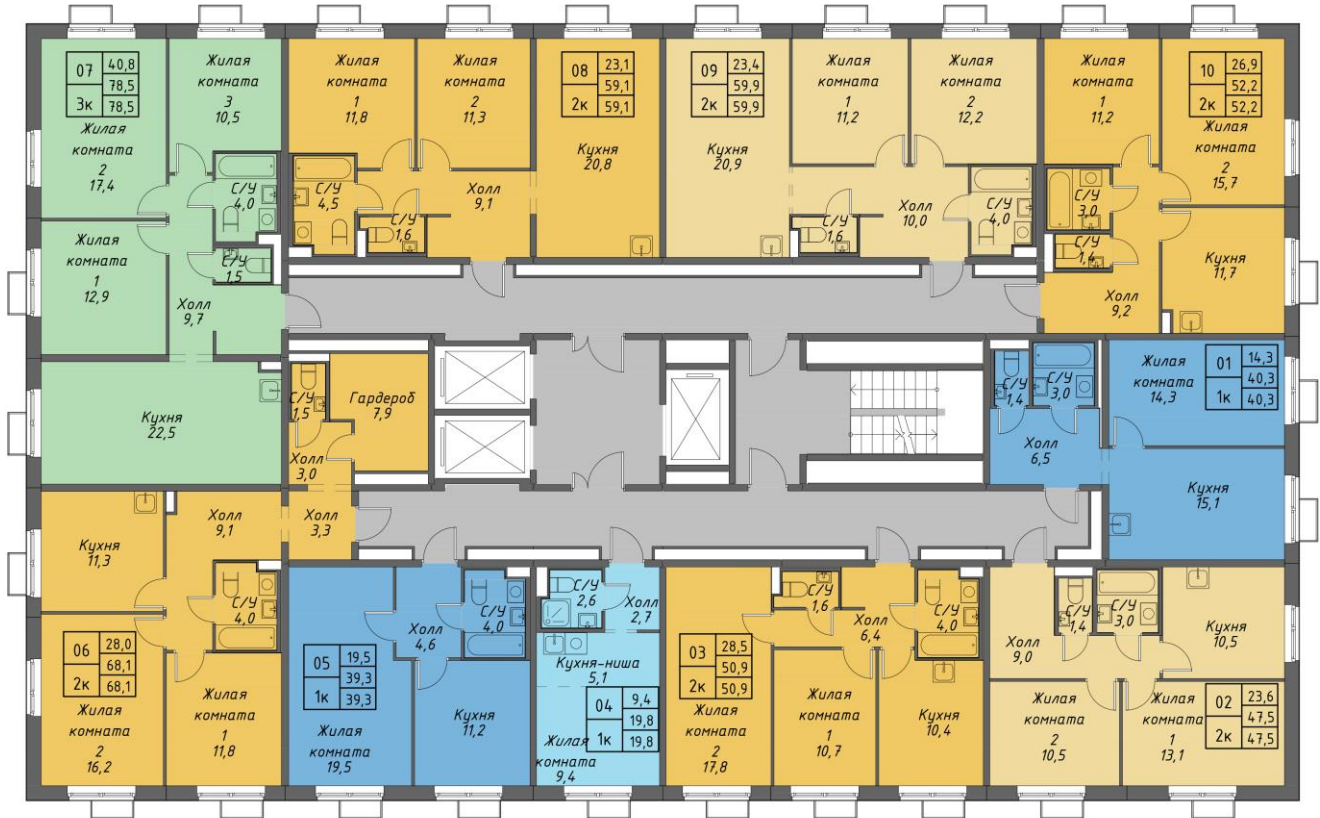 07
40,8
78,5
3к
78,5
Жилая
комната
2
17,4
Жилая
комната
3
10,5
С/У
4,0
Жилая
комната
1
12,9
С/У
1,5
Холл
9,7
Кухня
22,5
Жилая
комната
1
11,8
Жилая
комната
2
11,3
08
23,1
59,1
2к
59,1
Кухня
20,8
С/У
4,5
С/У
1,6
Холл
9,1
09
23,4
59,9
2к
59,9
Кухня
20,9
Жилая
комната
1
11,2
Жилая
комната
2
12,2
С/У
1,6
Холл
10,0
С/У
4,0
Жилая
комната
1
11,2
10
26,9
52,2
2к
52,2
Жилая
комната
2
15,7
С/У
3,0
С/У
1,4
Холл
9,2
Кухня
11,7
С/У
1,5
Гардероб
7,9
Холл
3,0
Холл
3,3
С/У
1,4
С/У
3,0
Жилая
комната
14,3
01
14,3
40,3
1к
40,3
Холл
6,5
Кухня
15,1
Кухня
11,3
Холл
9,1
С/У
4,0
06
28,0
68,1
2к
68,1
Жилая
комната
2
16,2
Жилая
комната
1
11,8
05
19,5
39,3
1к
39,3
Жилая
комната
19,5
Холл
4,6
С/У
4,0
Кухня
11,2
С/У
2,6
Холл
2,7
Кухня-ниша
5,1
04
9,4
19,8
1к
19,8
Жилая
комната
9,4
03
28,5
50,9
2к
50,9
Жилая
комната
2
17,8
С/У
1,6
Холл
6,4
С/У
4,0
Жилая
комната
1
10,7
Кухня
10,4
Холл
9,0
С/У
1,4
С/У
3,0
Кухня
10,5
Жилая
комната
2
10,5
Жилая
комната
1
13,1
02
23,6
47,5
2к
47,5